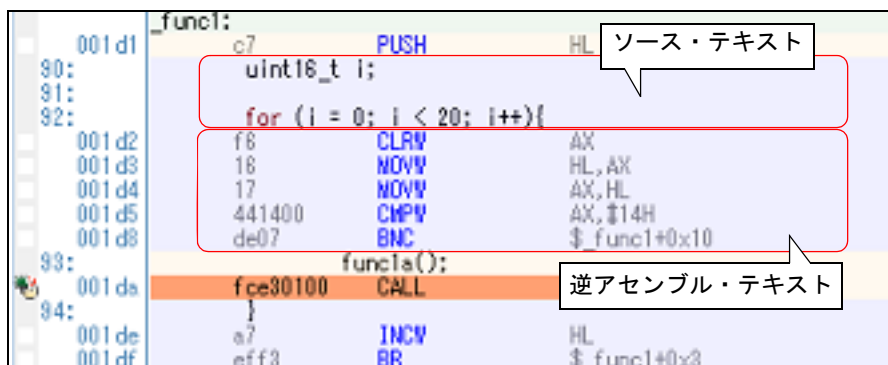 _func1:
001d1 c7 PUSH HL
ソース・テキスト
90: uint16_t i;
91:
92: for (i = 0; i < 20; i++){
001d2 f6 CLRW AX
001d3 16 MOVW HL,AX
001d4 17 MOVW AX,HL
001d5 441400 CMPW AX,#14H
001d8 de07 BNC $_func1+0x10
93: func1a();
逆アセンブル・テキスト
001da fce30100 CALL
94: }
001de a7 INCW HL
001df eff3 BR $_func1+0x3